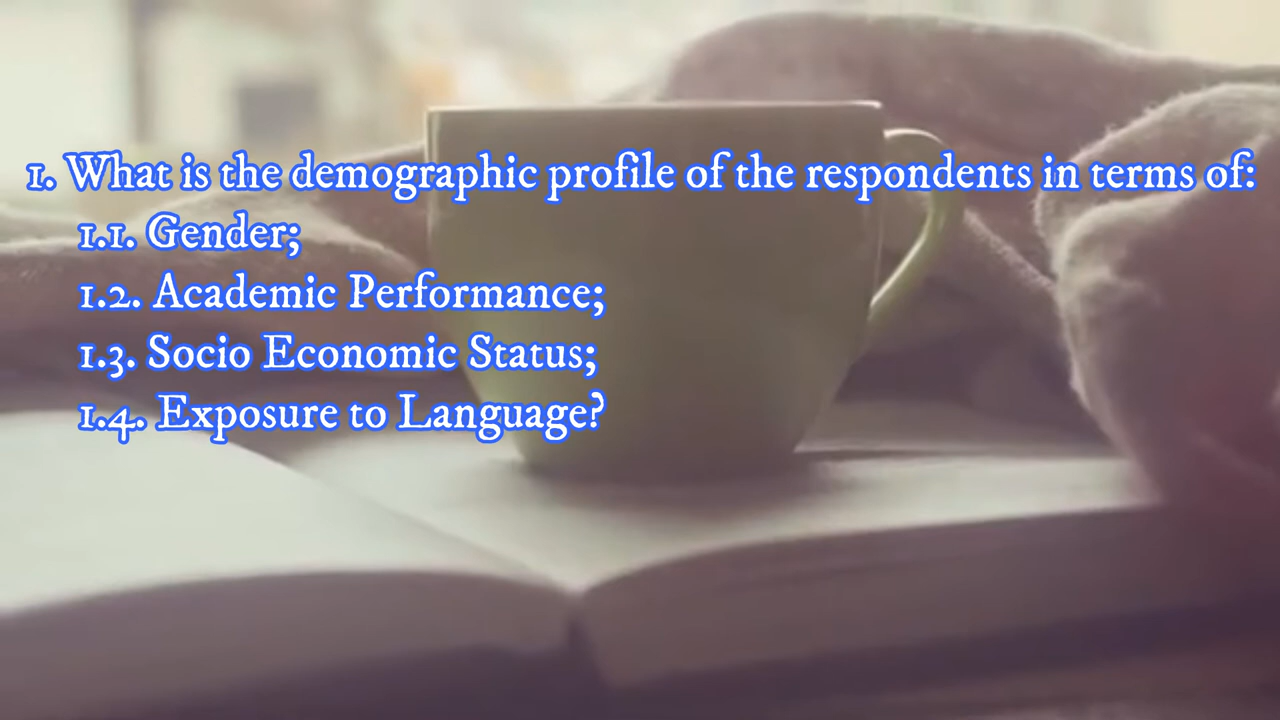 1. What is the demographic profile of the respondents in terms of:
1.1. Gender;
1.2. Academic Performance;
1.3. Socio Economic Status;
1.4. Exposure to Language?